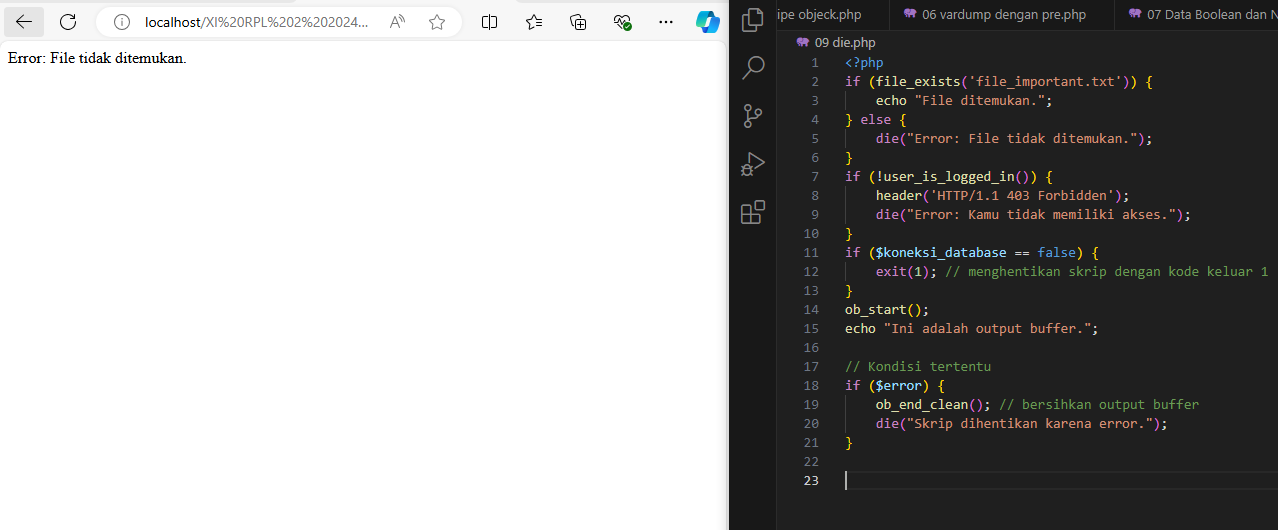 localhost/XI%20RPL%202%202024...
Error: File tidak ditemukan.
ipe objeck.php
06 vardump dengan pre.php
07 Data Boolean dan N
09 die.php
1 <?php
2 if (file_exists('file_important.txt')) {
3 echo "File ditemukan.";
4 } else {
5 die("Error: File tidak ditemukan.");
6 }
7 if (!user_is_logged_in()) {
8 header('HTTP/1.1 403 Forbidden');
9 die("Error: Kamu tidak memiliki akses.");
10 }
11 if ($koneksi_database == false) {
12 exit(1); // menghentikan skrip dengan kode keluar 1
13 }
14 ob_start();
15 echo "Ini adalah output buffer.";
16
17 // Kondisi tertentu
18 if ($error) {
19 ob_end_clean(); // bersihkan output buffer
20 die("Skrip dihentikan karena error.");
21 }
22
23